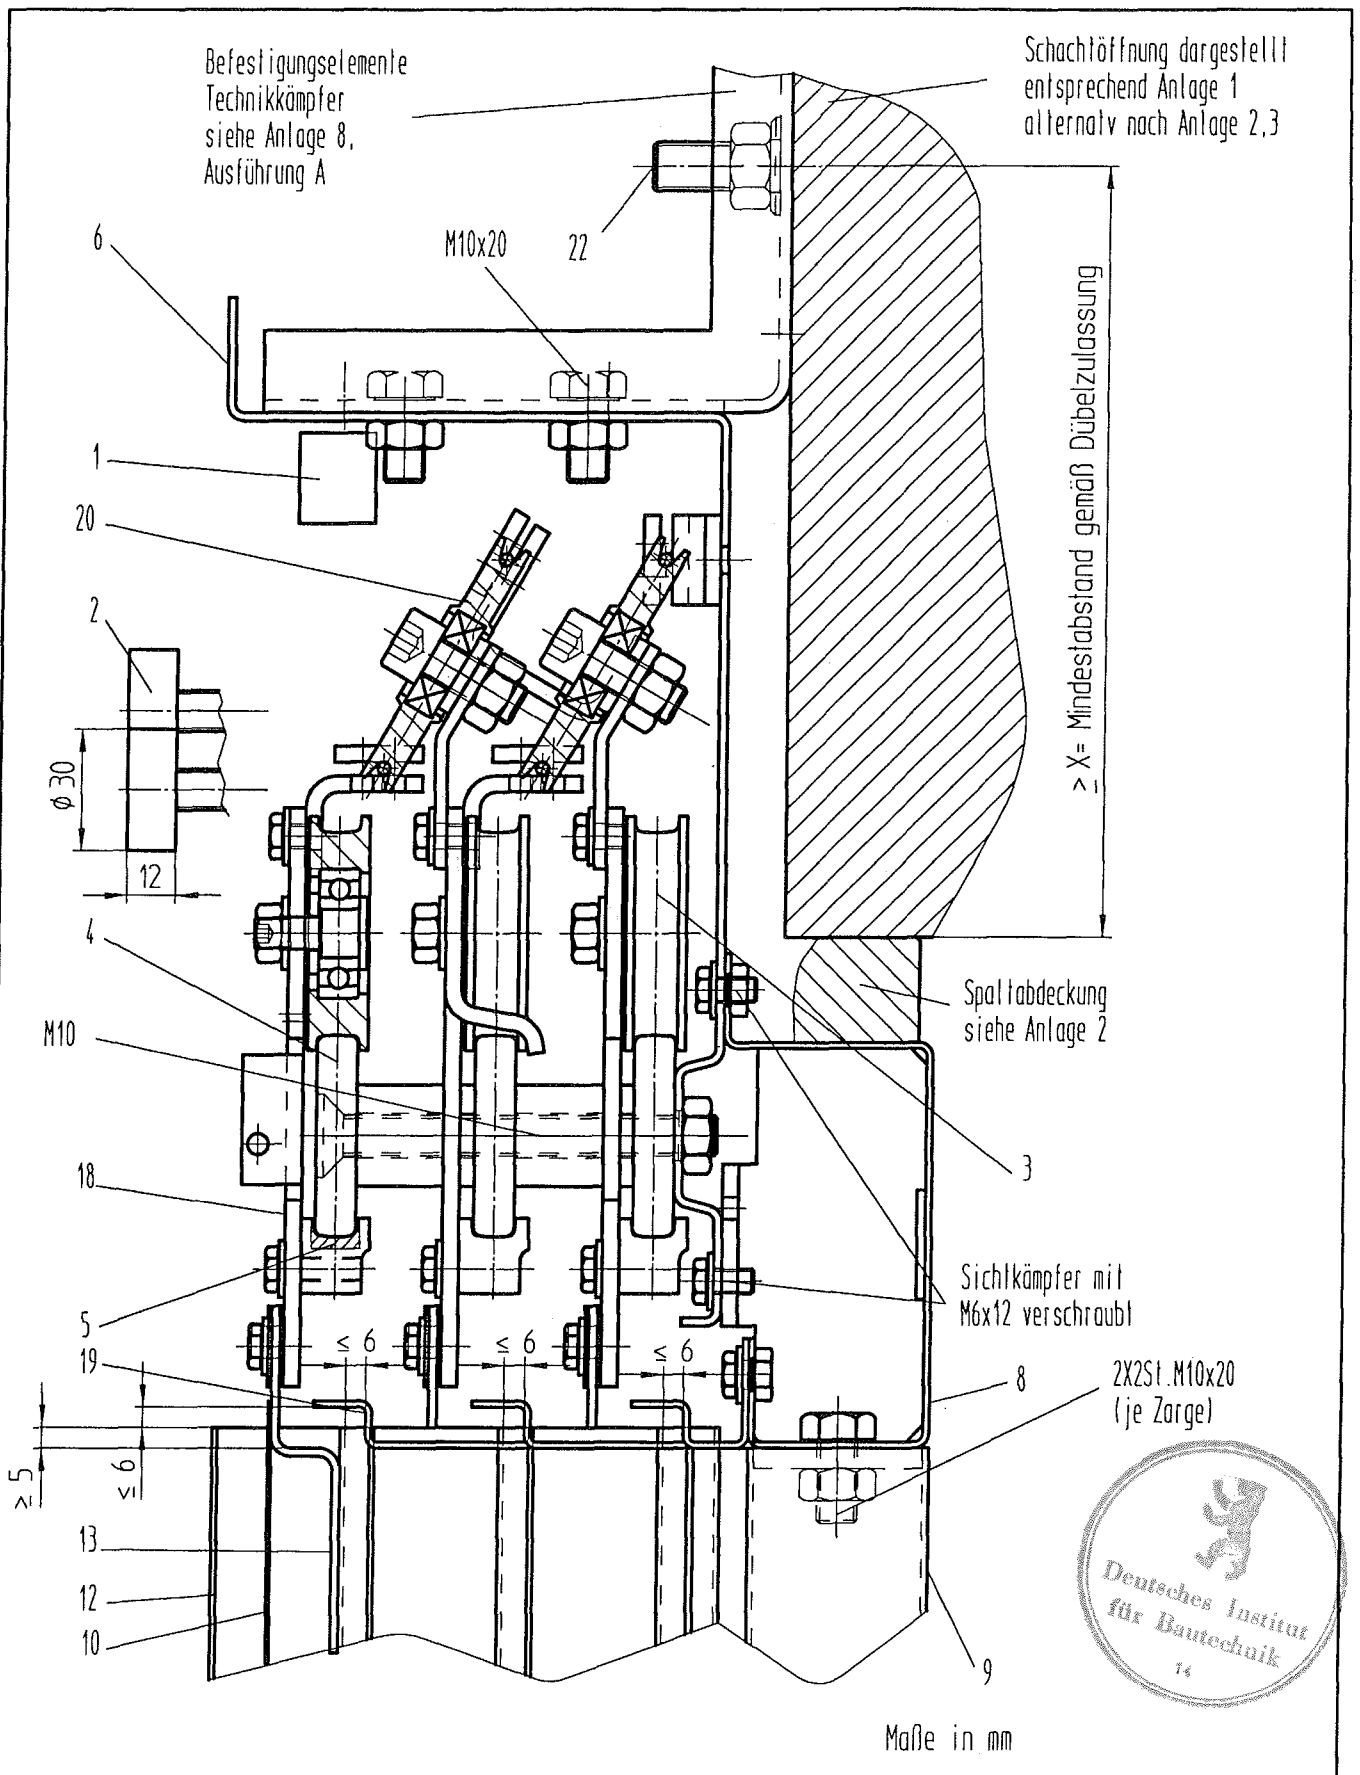 Befestigungselemente
Technikkämpfer
siehe Anlage 8,
Ausführung A
Schachtöffnung dargestellt
entsprechend Anlage 1
alternatv nach Anlage 2,3
6
M10x20
22
1
20
2
≥ X= Mindestabstand gemäß Dübelzulassung
ϕ 30
12
4
M10
Spaltabdeckung
siehe Anlage 2
3
18
5
19
≤ 6
≤ 6
≤ 6
Sichtkämpfer mit
M6x12 verschraubt
8
2X2St.M10x20
(je Zarge)
≥ 5
≤ 6
13
12
10
9
Deutsches Institut
für Bautechnik
14
Maße in mm